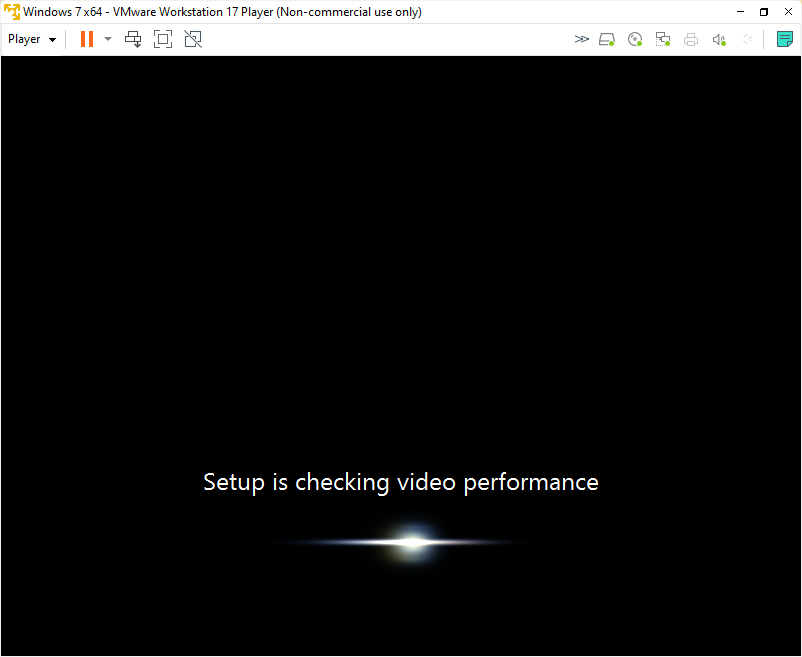 Windows 7 x64 - VMware Workstation 17 Player (Non-commercial use only)
Player
Setup is checking video performance